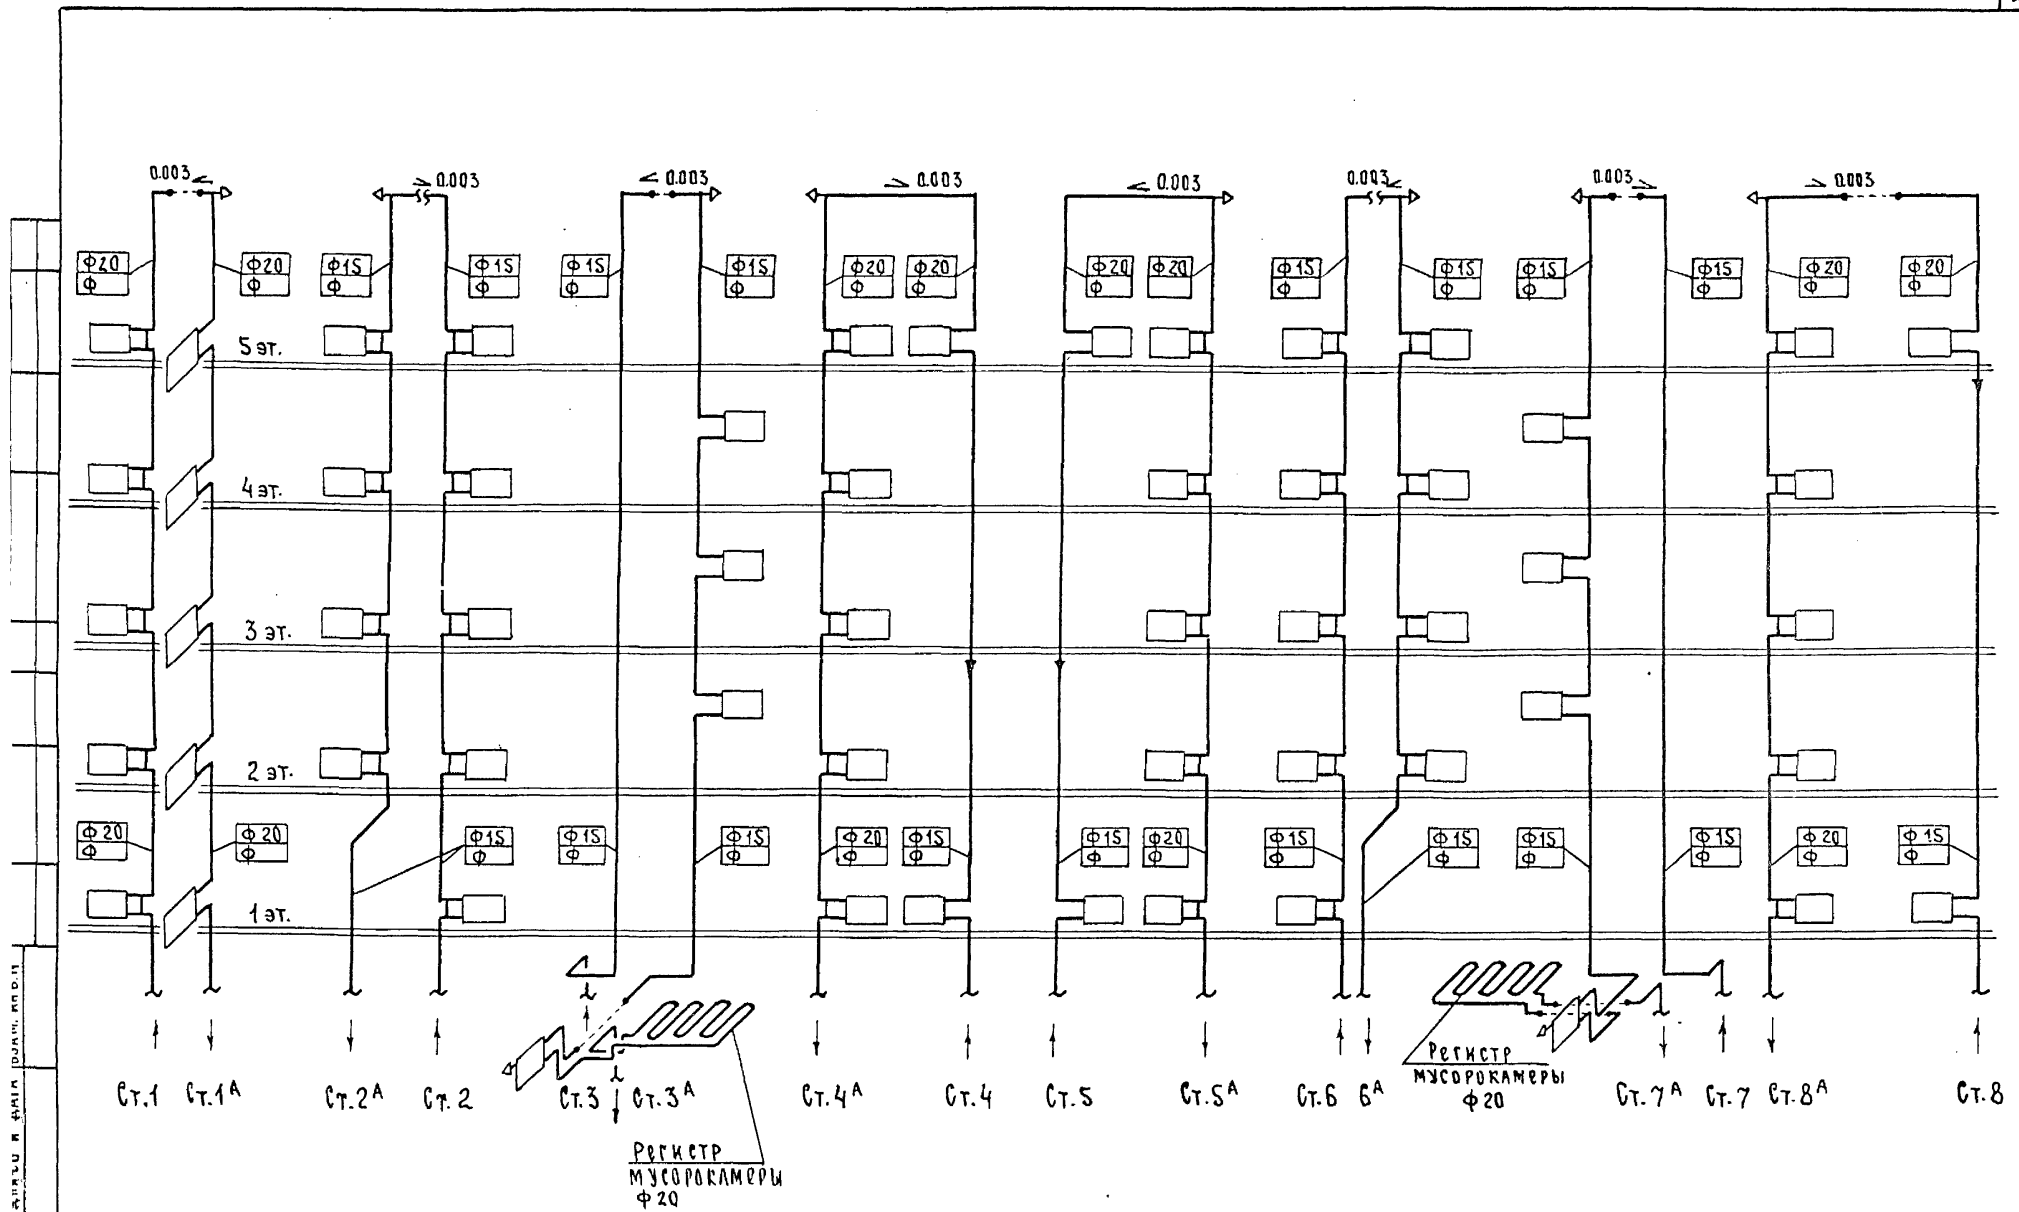 0.003 0.003 0.003 0.003 0.003 0.003 0.003 0.003
ф20 ф20 ф15 ф15 ф15 ф15 ф20 ф20 ф20 ф20 ф15 ф15 ф15 ф15 ф20 ф20
ф ф ф ф ф ф ф ф ф ф ф ф ф ф ф ф
5 эт.
4 эт.
3 эт.
2 эт.
ф20 ф20 ф15 ф15 ф15 ф20 ф15 ф15 ф20 ф15 ф15 ф15 ф15 ф20 ф15
ф ф ф ф ф ф ф ф ф ф ф ф ф ф ф
1 эт.
Ст.1 Ст.1А Ст.2А Ст.2 Ст.3 Ст.3А Ст.4А Ст.4 Ст.5 Ст.5А Ст.6 6А Ст.7А Ст.7 Ст.8А Ст.8
Регистр
мусорокамеры
ф20
Регистр
мусорокамеры
ф20